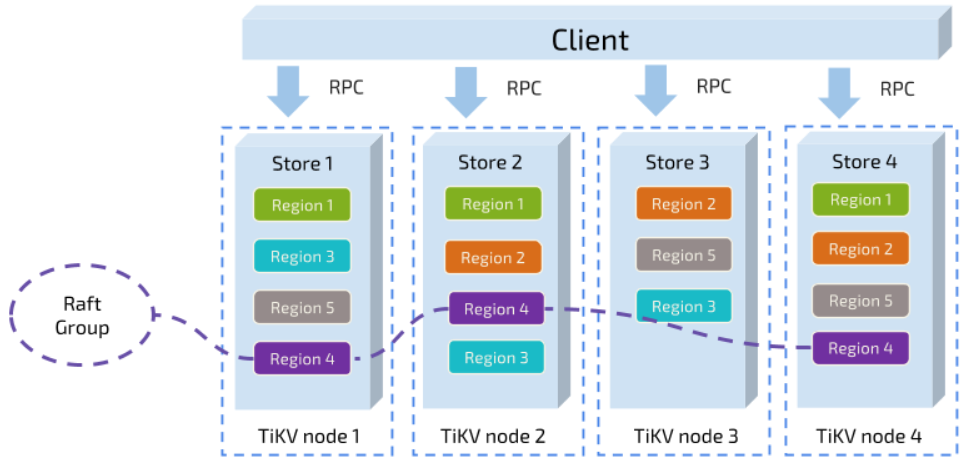 Client
RPC
RPC
RPC
RPC
Store 1
Region 1
Region 3
Region 5
Region 4
TiKV node 1
Store 2
Region 1
Region 2
Region 4
Region 3
TiKV node 2
Store 3
Region 2
Region 5
Region 3
TiKV node 3
Store 4
Region 1
Region 2
Region 5
Region 4
TiKV node 4
Raft
Group